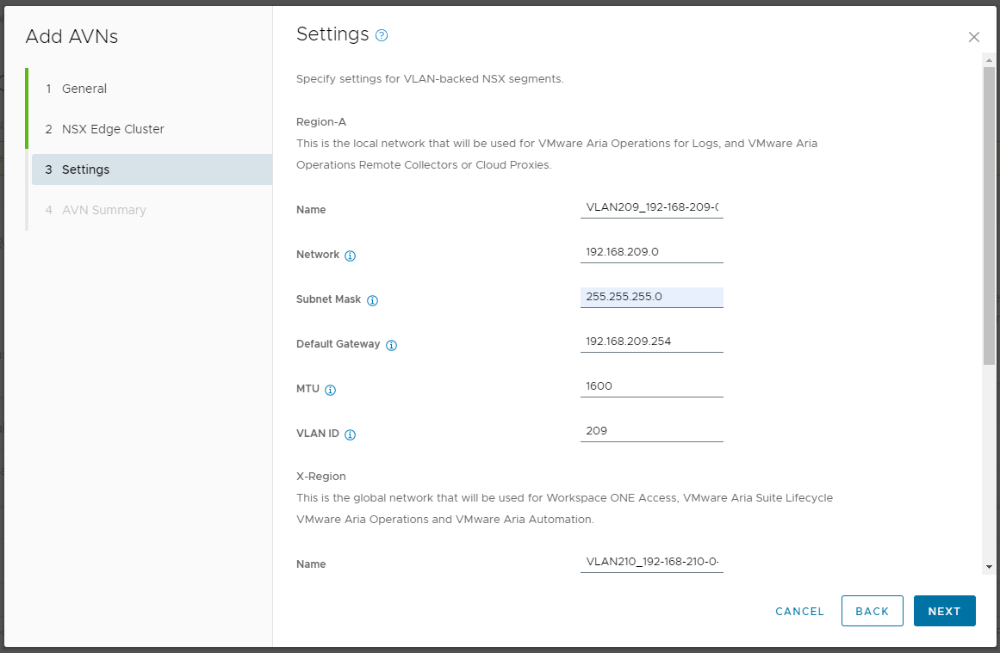 Add AVNs
1 General
2 NSX Edge Cluster
3 Settings
4 AVN Summary
Settings
Specify settings for VLAN-backed NSX segments.
Region-A
This is the local network that will be used for VMware Aria Operations for Logs, and VMware Aria
Operations Remote Collectors or Cloud Proxies.
Name VLAN209_192-168-209-0
Network 192.168.209.0
Subnet Mask 255.255.255.0
Default Gateway 192.168.209.254
MTU 1600
VLAN ID 209
X-Region
This is the global network that will be used for Workspace ONE Access, VMware Aria Suite Lifecycle
VMware Aria Operations and VMware Aria Automation.
Name VLAN210_192-168-210-0-
CANCEL BACK NEXT